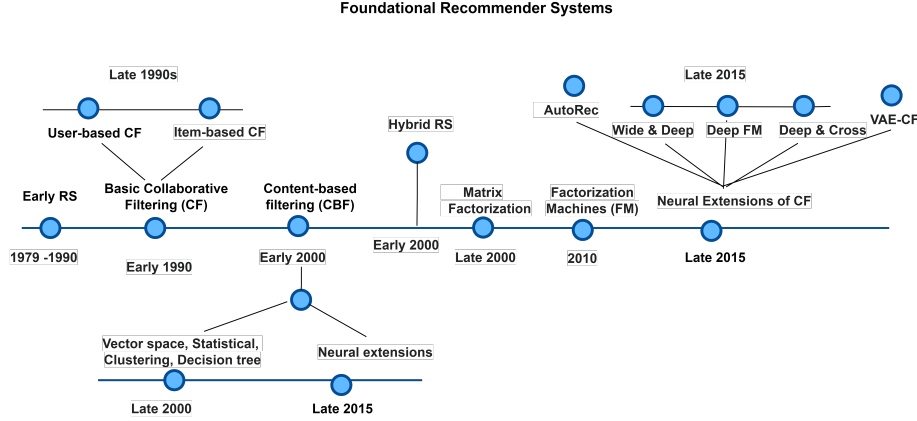 Foundational Recommender Systems
Late 1990s
Late 2015
AutoRec
VAE-CF
User-based CF
Item-based CF
Hybrid RS
Wide & Deep
Deep FM
Deep & Cross
Early RS
Basic Collaborative
Filtering (CF)
Content-based
filtering (CBF)
Matrix
Factorization
Factorization
Machines (FM)
Neural Extensions of CF
1979 -1990
Early 1990
Early 2000
Early 2000
Late 2000
2010
Late 2015
Vector space, Statistical,
Clustering, Decision tree
Neural extensions
Late 2000
Late 2015